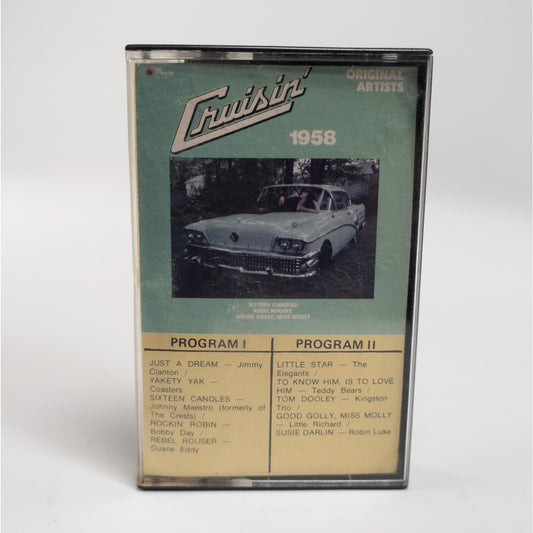 Cruisin'
ORIGINAL
ARTISTS
1958
SIXTEEN CANDLES
REBEL ROUSER
GOOD GOLLY, MISS MOLLY
PROGRAM I
JUST A DREAM — Jimmy
Clanton /
YAKETY YAK —
Coasters
SIXTEEN CANDLES —
Johnny Maestro (formerly of
The Crests) /
ROCKIN' ROBIN —
Bobby Day /
REBEL ROUSER —
Duane Eddy
PROGRAM II
LITTLE STAR — The
Elegants /
TO KNOW HIM, IS TO LOVE
HIM — Teddy Bears /
TOM DOOLEY — Kingston
Trio /
GOOD GOLLY, MISS MOLLY
— Little Richard /
SUSIE DARLIN' — Robin Luke